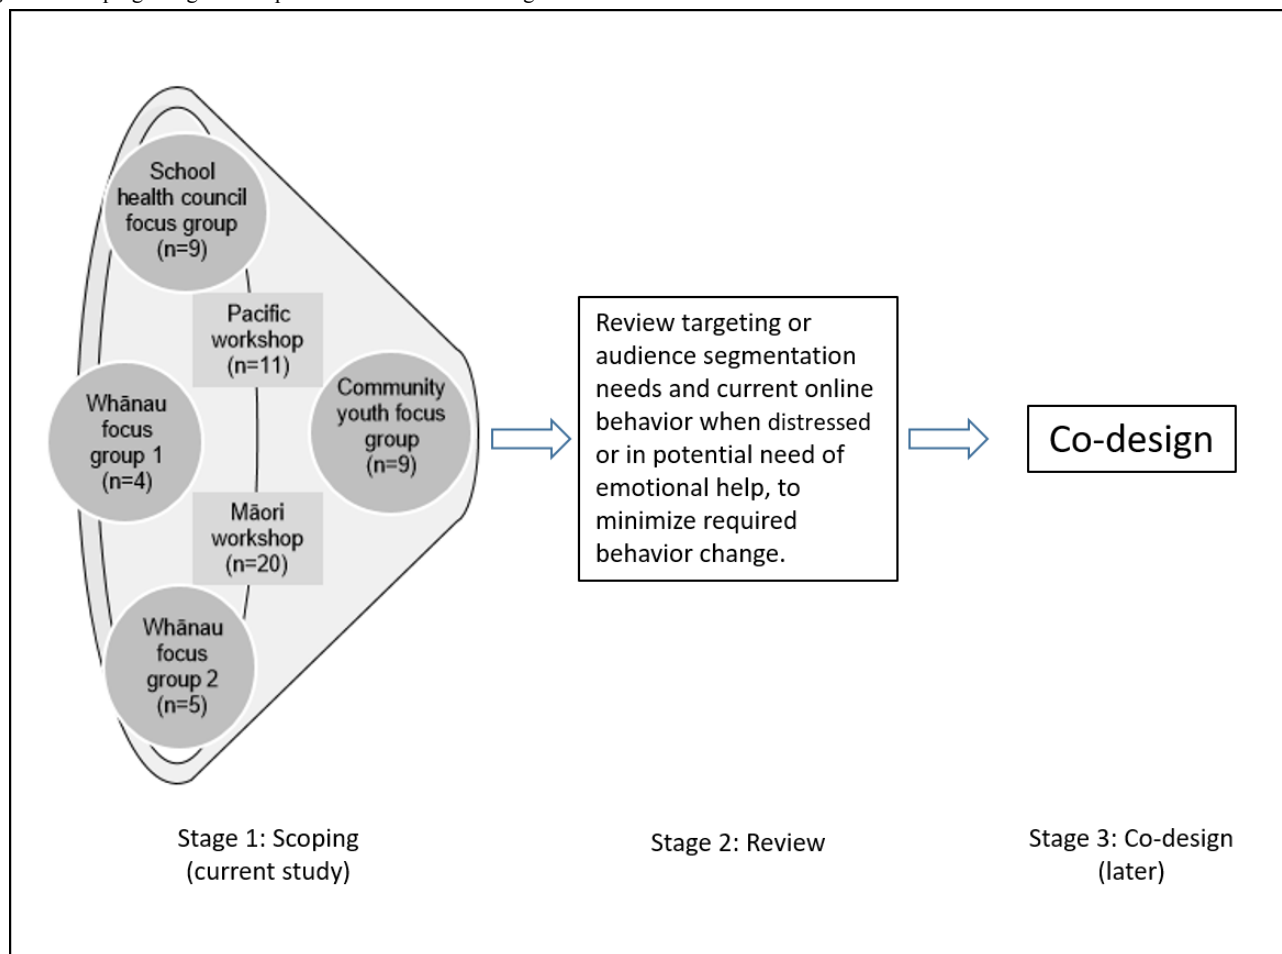 School
health council
focus group
(n=9)
Pacific
workshop
(n=11)
Whānau
focus
group 1
(n=4)
Community
youth focus
group
(n=9)
Māori
workshop
(n=20)
Whānau
focus
group 2
(n=5)
Review targeting or
audience segmentation
needs and current online
behavior when distressed
or in potential need of
emotional help, to
minimize required
behavior change.
Co-design
Stage 1: Scoping
(current study)
Stage 2: Review
Stage 3: Co-design
(later)